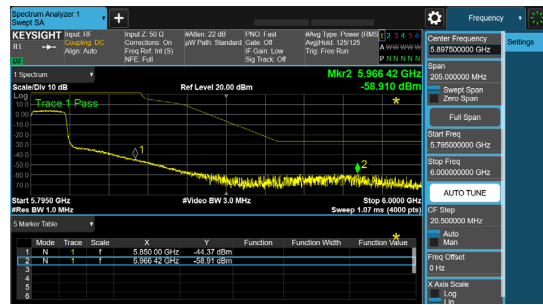 Spectrum Analyzer 1
Swept SA
+
Frequency
KEYSIGHT Input: RF Input Z: 50 Ω #Atten: 22 dB PNO: Fast #Avg Type: Power (RMS 1 2 3 4 5 6
R L Coupling: DC Corrections: On µW Path: Standard Gate: Off Avg|Hold: 125/125 A W W W W W
Align: Auto Freq Ref: Int (S) IF Gain: Low Trig: Free Run
NFE: Full Sig Track: Off P N N N N N
1 Spectrum
Mkr2 5.966 42 GHz
Scale/Div 10 dB Ref Level 20.00 dBm -58.910 dBm
Log
10.0 Trace 1 Pass
0.00
1
2
Start 5.7950 GHz #Video BW 3.0 MHz Stop 6.0000 GHz
#Res BW 1.0 MHz Sweep 1.07 ms (4000 pts)
5 Marker Table
Mode Trace Scale X Y Function Function Width Function Value
1 N 1 f 5.850 00 GHz -44.37 dBm
2 N 1 f 5.966 42 GHz -58.91 dBm
3
4
5
6
Center Frequency
5.897500000 GHz
Settings
Span
205.000000 MHz
Swept Span
Zero Span
Full Span
Start Freq
5.795000000 GHz
Stop Freq
6.000000000 GHz
AUTO TUNE
CF Step
20.500000 MHz
Auto
Man
Freq Offset
0 Hz
X Axis Scale
Log
Lin